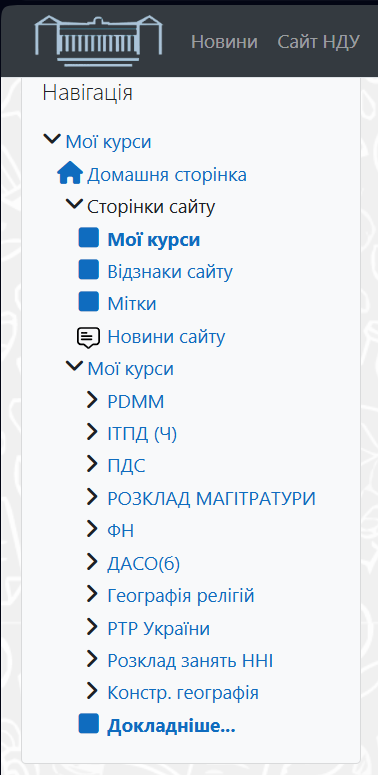 Новини Сайт НДУ
Навігація
Мої курси
Домашня сторінка
Сторінки сайту
Мої курси
Відзнаки сайту
Мітки
Новини сайту
Мої курси
PDMM
ІТПД (Ч)
ПДС
РОЗКЛАД МАГІТРАТУРИ
ФН
ДАСО(б)
Географія релігій
РТР України
Розклад занять ННІ
Констр. географія
Докладніше...